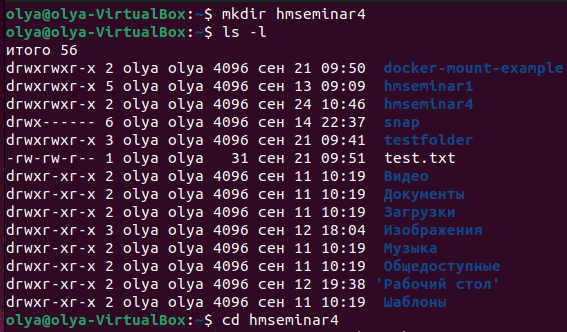 olya@olya-VirtualBox:~$ mkdir hmseminar4
olya@olya-VirtualBox:~$ ls -l
итого 56
drwxrwxr-x 2 olya olya 4096 сен 21 09:50  docker-mount-example
drwxrwxr-x 5 olya olya 4096 сен 13 09:09  hmseminar1
drwxrwxr-x 2 olya olya 4096 сен 24 10:46  hmseminar4
drwx------ 6 olya olya 4096 сен 14 22:37  snap
drwxrwxr-x 3 olya olya 4096 сен 21 09:41  testfolder
-rw-rw-r-- 1 olya olya   31 сен 21 09:51  test.txt
drwxr-xr-x 2 olya olya 4096 сен 11 10:19  Видео
drwxr-xr-x 2 olya olya 4096 сен 11 10:19  Документы
drwxr-xr-x 2 olya olya 4096 сен 11 10:19  Загрузки
drwxr-xr-x 3 olya olya 4096 сен 12 18:04  Изображения
drwxr-xr-x 2 olya olya 4096 сен 11 10:19  Музыка
drwxr-xr-x 2 olya olya 4096 сен 11 10:19  Общедоступные
drwxr-xr-x 2 olya olya 4096 сен 12 19:38 'Рабочий стол'
drwxr-xr-x 2 olya olya 4096 сен 11 10:19  Шаблоны
olya@olya-VirtualBox:~$ cd hmseminar4